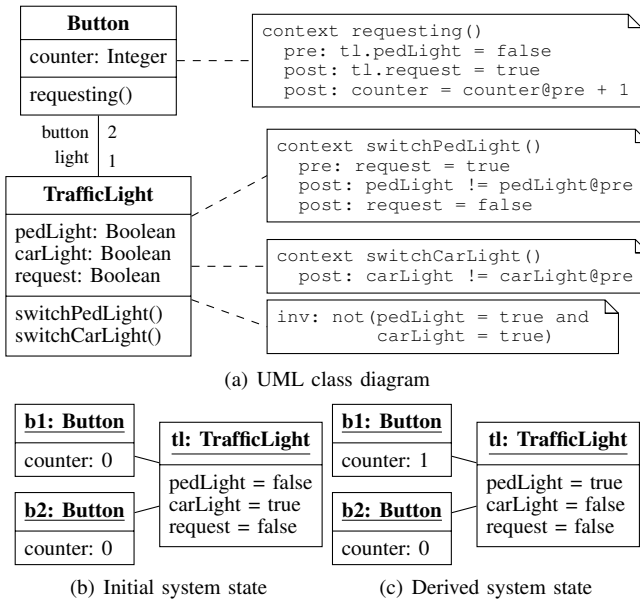 Button
counter: Integer
requesting()
context requesting()
pre: tl.pedLight = false
post: tl.request = true
post: counter = counter@pre + 1
button 2
light 1
TrafficLight
pedLight: Boolean
carLight: Boolean
request: Boolean
switchPedLight()
switchCarLight()
context switchPedLight()
pre: request = true
post: pedLight != pedLight@pre
post: request = false
context switchCarLight()
post: carLight != carLight@pre
inv: not(pedLight = true and
carLight = true)
(a) UML class diagram
b1: Button
counter: 0
b2: Button
counter: 0
tl: TrafficLight
pedLight = false
carLight = true
request = false
(b) Initial system state
b1: Button
counter: 1
b2: Button
counter: 0
tl: TrafficLight
pedLight = true
carLight = false
request = false
(c) Derived system state